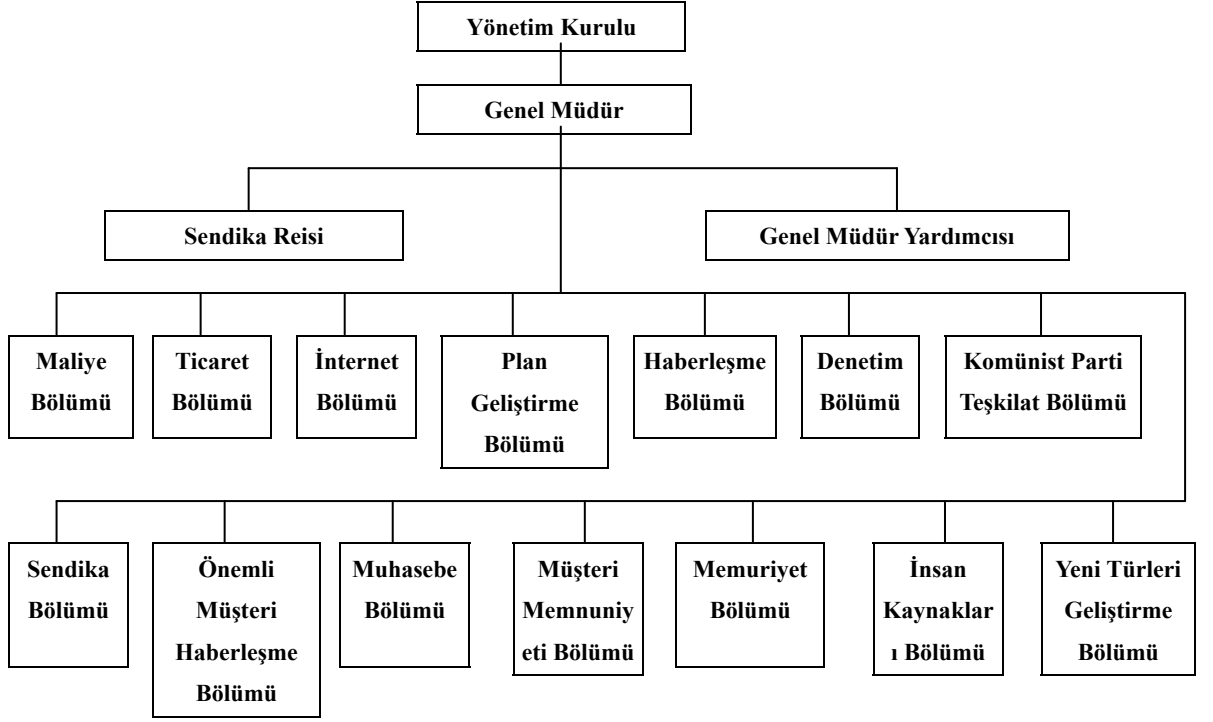 Yönetim Kurulu
Genel Müdür
Sendika Reisi
Genel Müdür Yardımcısı
Maliye
Bölümü
Ticaret
Bölümü
İnternet
Bölümü
Plan
Geliştirme
Bölümü
Haberleşme
Bölümü
Denetim
Bölümü
Komünist Parti
Teşkilat Bölümü
Sendika
Bölümü
Önemli
Müşteri
Haberleşme
Bölümü
Muhasebe
Bölümü
Müşteri
Memnuniy
eti Bölümü
Memuriyet
Bölümü
İnsan
Kaynaklar
ı Bölümü
Yeni Türleri
Geliştirme
Bölümü